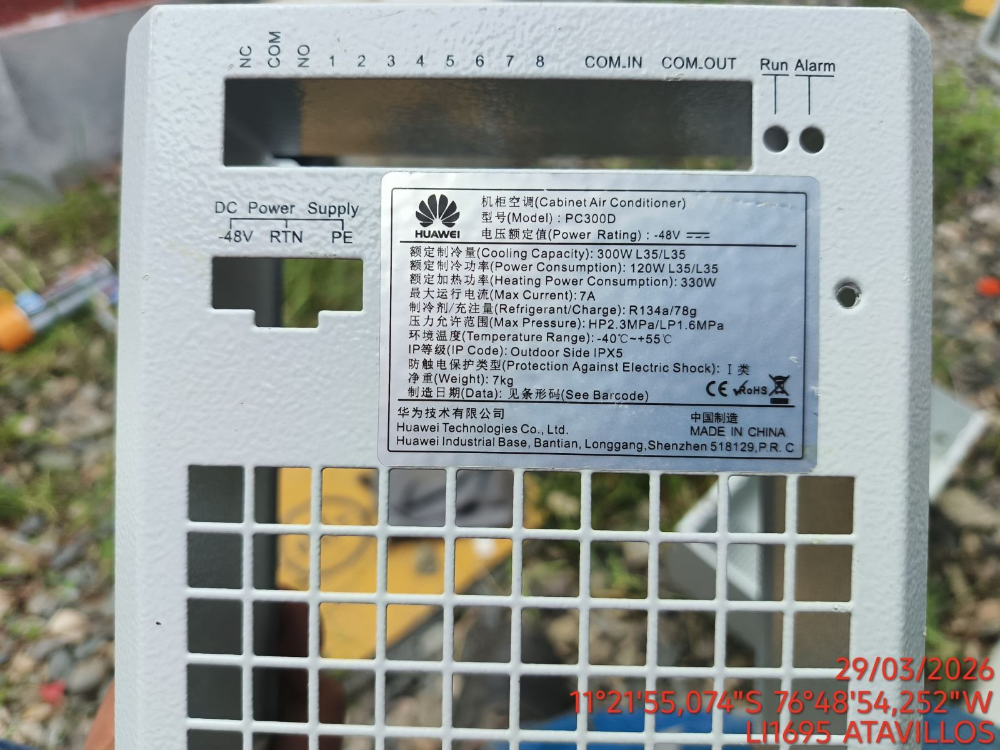 NC COM NO 1 2 3 4 5 6 7 8 COM_IN COM_OUT Run Alarm
DC Power Supply
-48V RTN PE
HUAWEI
机柜空调(Cabinet Air Conditioner)
型号(Model) : PC300D
电压额定值(Power Rating) : -48V
额定制冷量(Cooling Capacity): 300W L35/L35
额定制冷功率(Power Consumption): 120W L35/L35
额定加热功率(Heating Power Consumption): 330W
最大运行电流(Max Current): 7A
制冷剂/充注量(Refrigerant/Charge): R134a/78g
压力允许范围(Max Pressure): HP2.3MPa/LP1.6MPa
环境温度(Temperature Range): -40℃~+55℃
IP等级(IP Code): Outdoor Side IPX5
防触电保护类型(Protection Against Electric Shock): I 类
净重(Weight): 7kg
制造日期(Data): 见条形码(See Barcode)
CE RoHS
华为技术有限公司
Huawei Technologies Co., Ltd.
中国制造
MADE IN CHINA
Huawei Industrial Base, Bantian, Longgang, Shenzhen 518129, P.R. C
29/03/2026
11°21'55,074"S 76°48'54,252"W
LI1695 ATAVILLOS